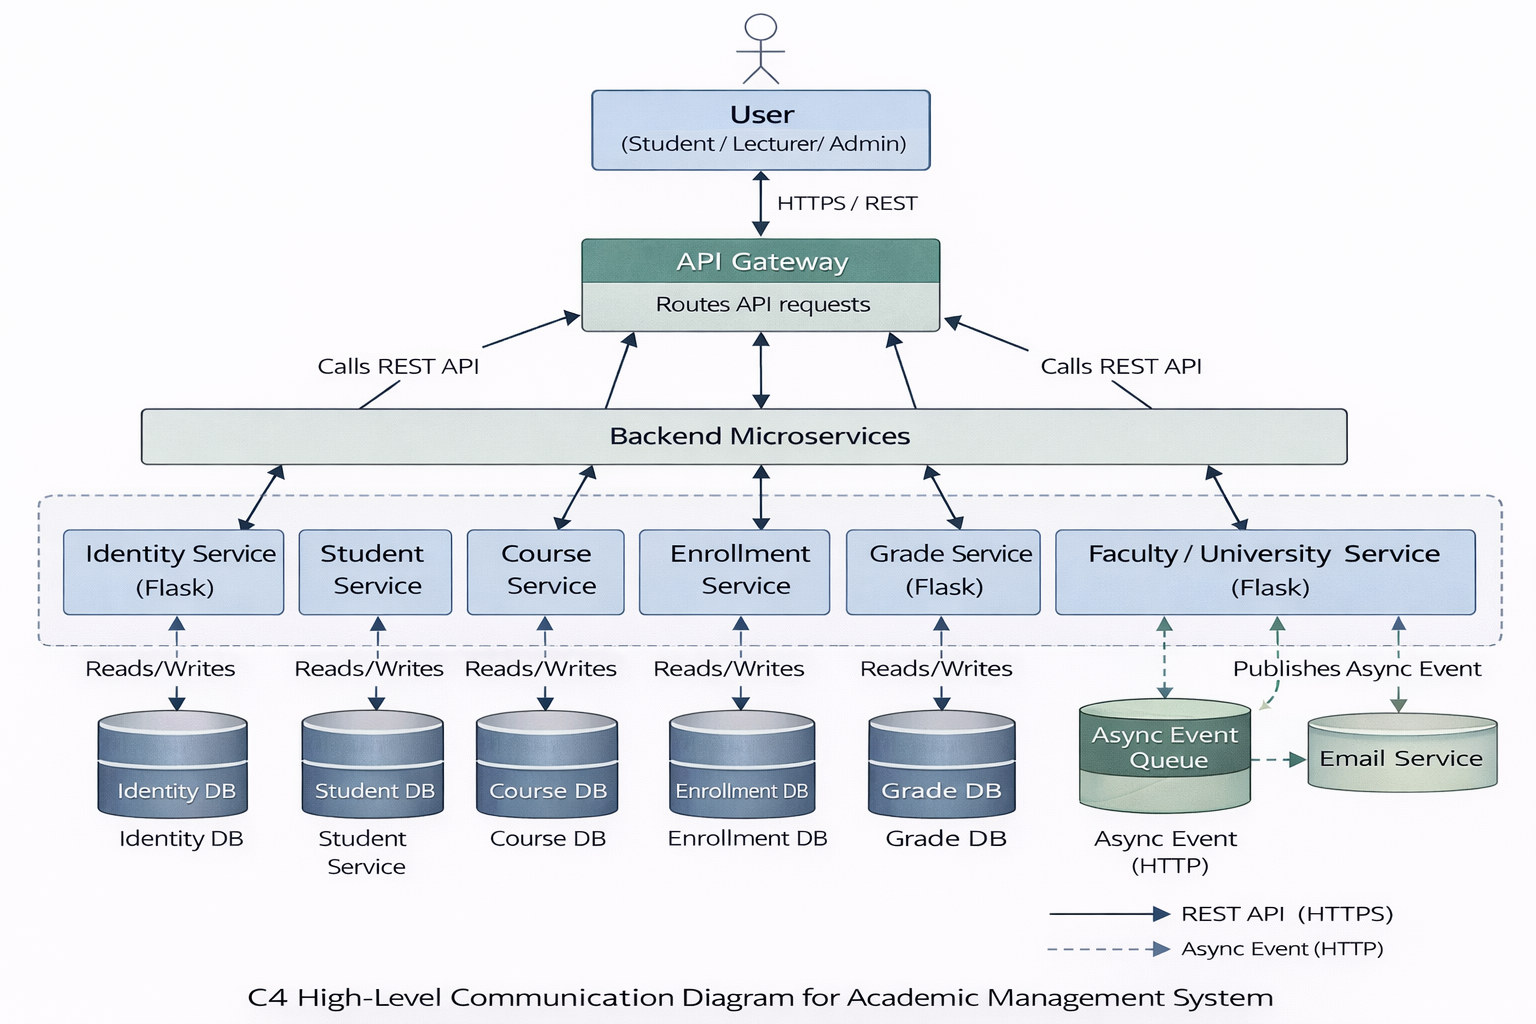 User
(Student / Lecturer/ Admin)
HTTPS / REST
API Gateway
Routes API requests
Calls REST API
Calls REST API
Backend Microservices
Identity Service
(Flask)
Student
Service
Course
Service
Enrollment
Service
Grade Service
(Flask)
Faculty / University Service
(Flask)
Reads/Writes
Reads/Writes
Reads/Writes
Reads/Writes
Reads/Writes
Publishes Async Event
Identity DB
Student DB
Course DB
Enrollment DB
Grade DB
Async Event
Queue
Email Service
Identity DB
Student
Service
Course DB
Enrollment DB
Grade DB
Async Event
(HTTP)
REST API (HTTPS)
Async Event (HTTP)
C4 High-Level Communication Diagram for Academic Management System